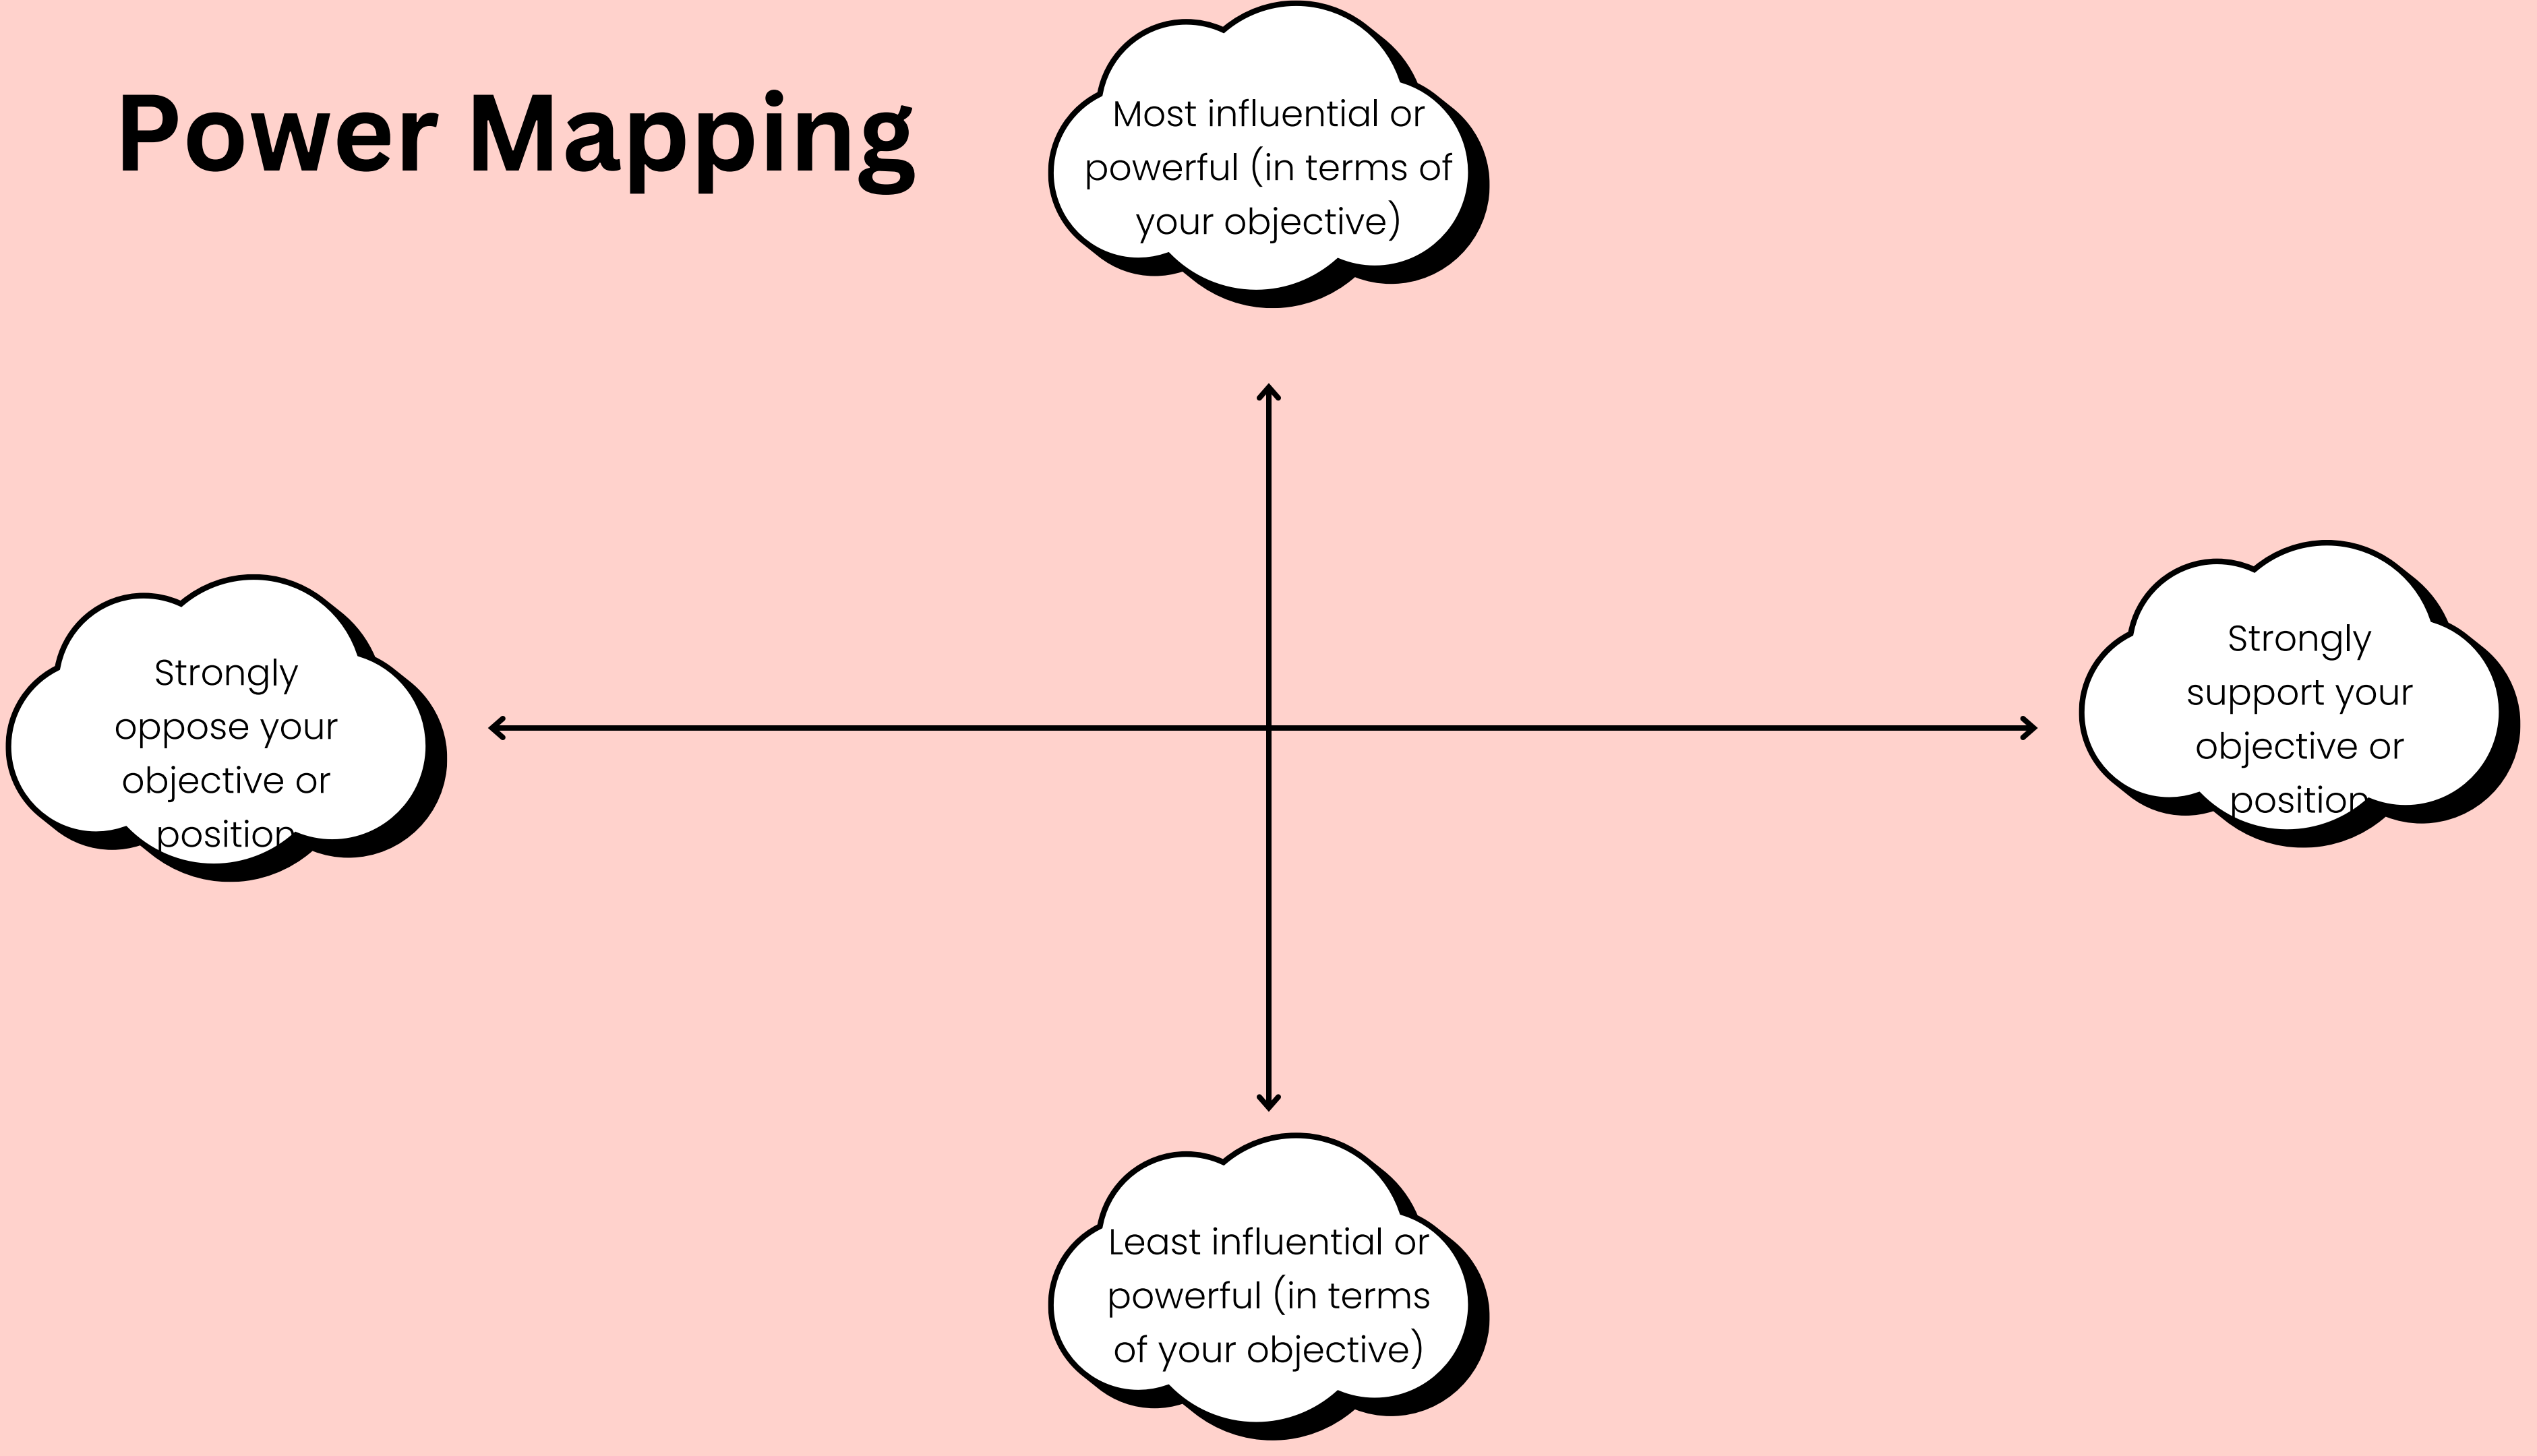 Power Mapping
Most influential or
powerful (in terms of
your objective)
Strongly
oppose your
objective or
position
Strongly
support your
objective or
position
Least influential or
powerful (in terms
of your objective)